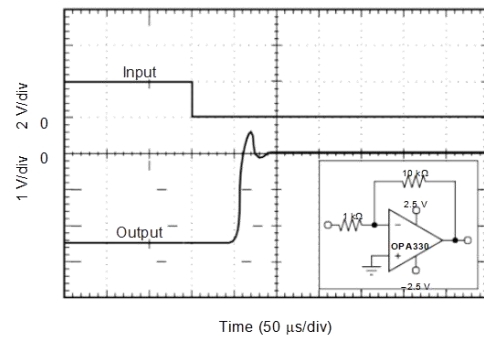 Input
2 V/div
0
0
1 V/div
Output
10 kΩ
1 kΩ
2.5 V
−
OPA330
+
−2.5 V
Time (50 µs/div)